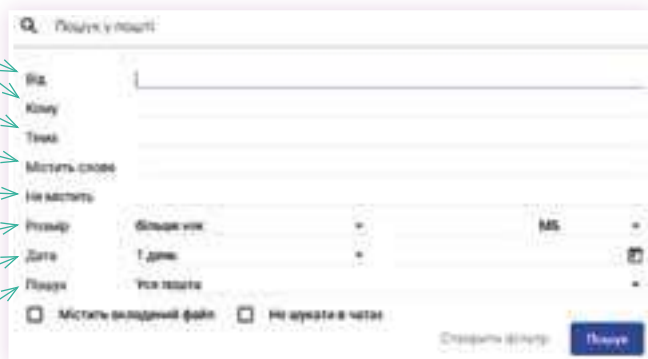 Пошук у пошті
Від
Кому
Тема
Містить слова
Не містить
Розмір більше ніж МБ
Дата 1 день
Пошук Уся пошта
Містить вкладений файл Не шукати в чатах
Створити фільтр Пошук